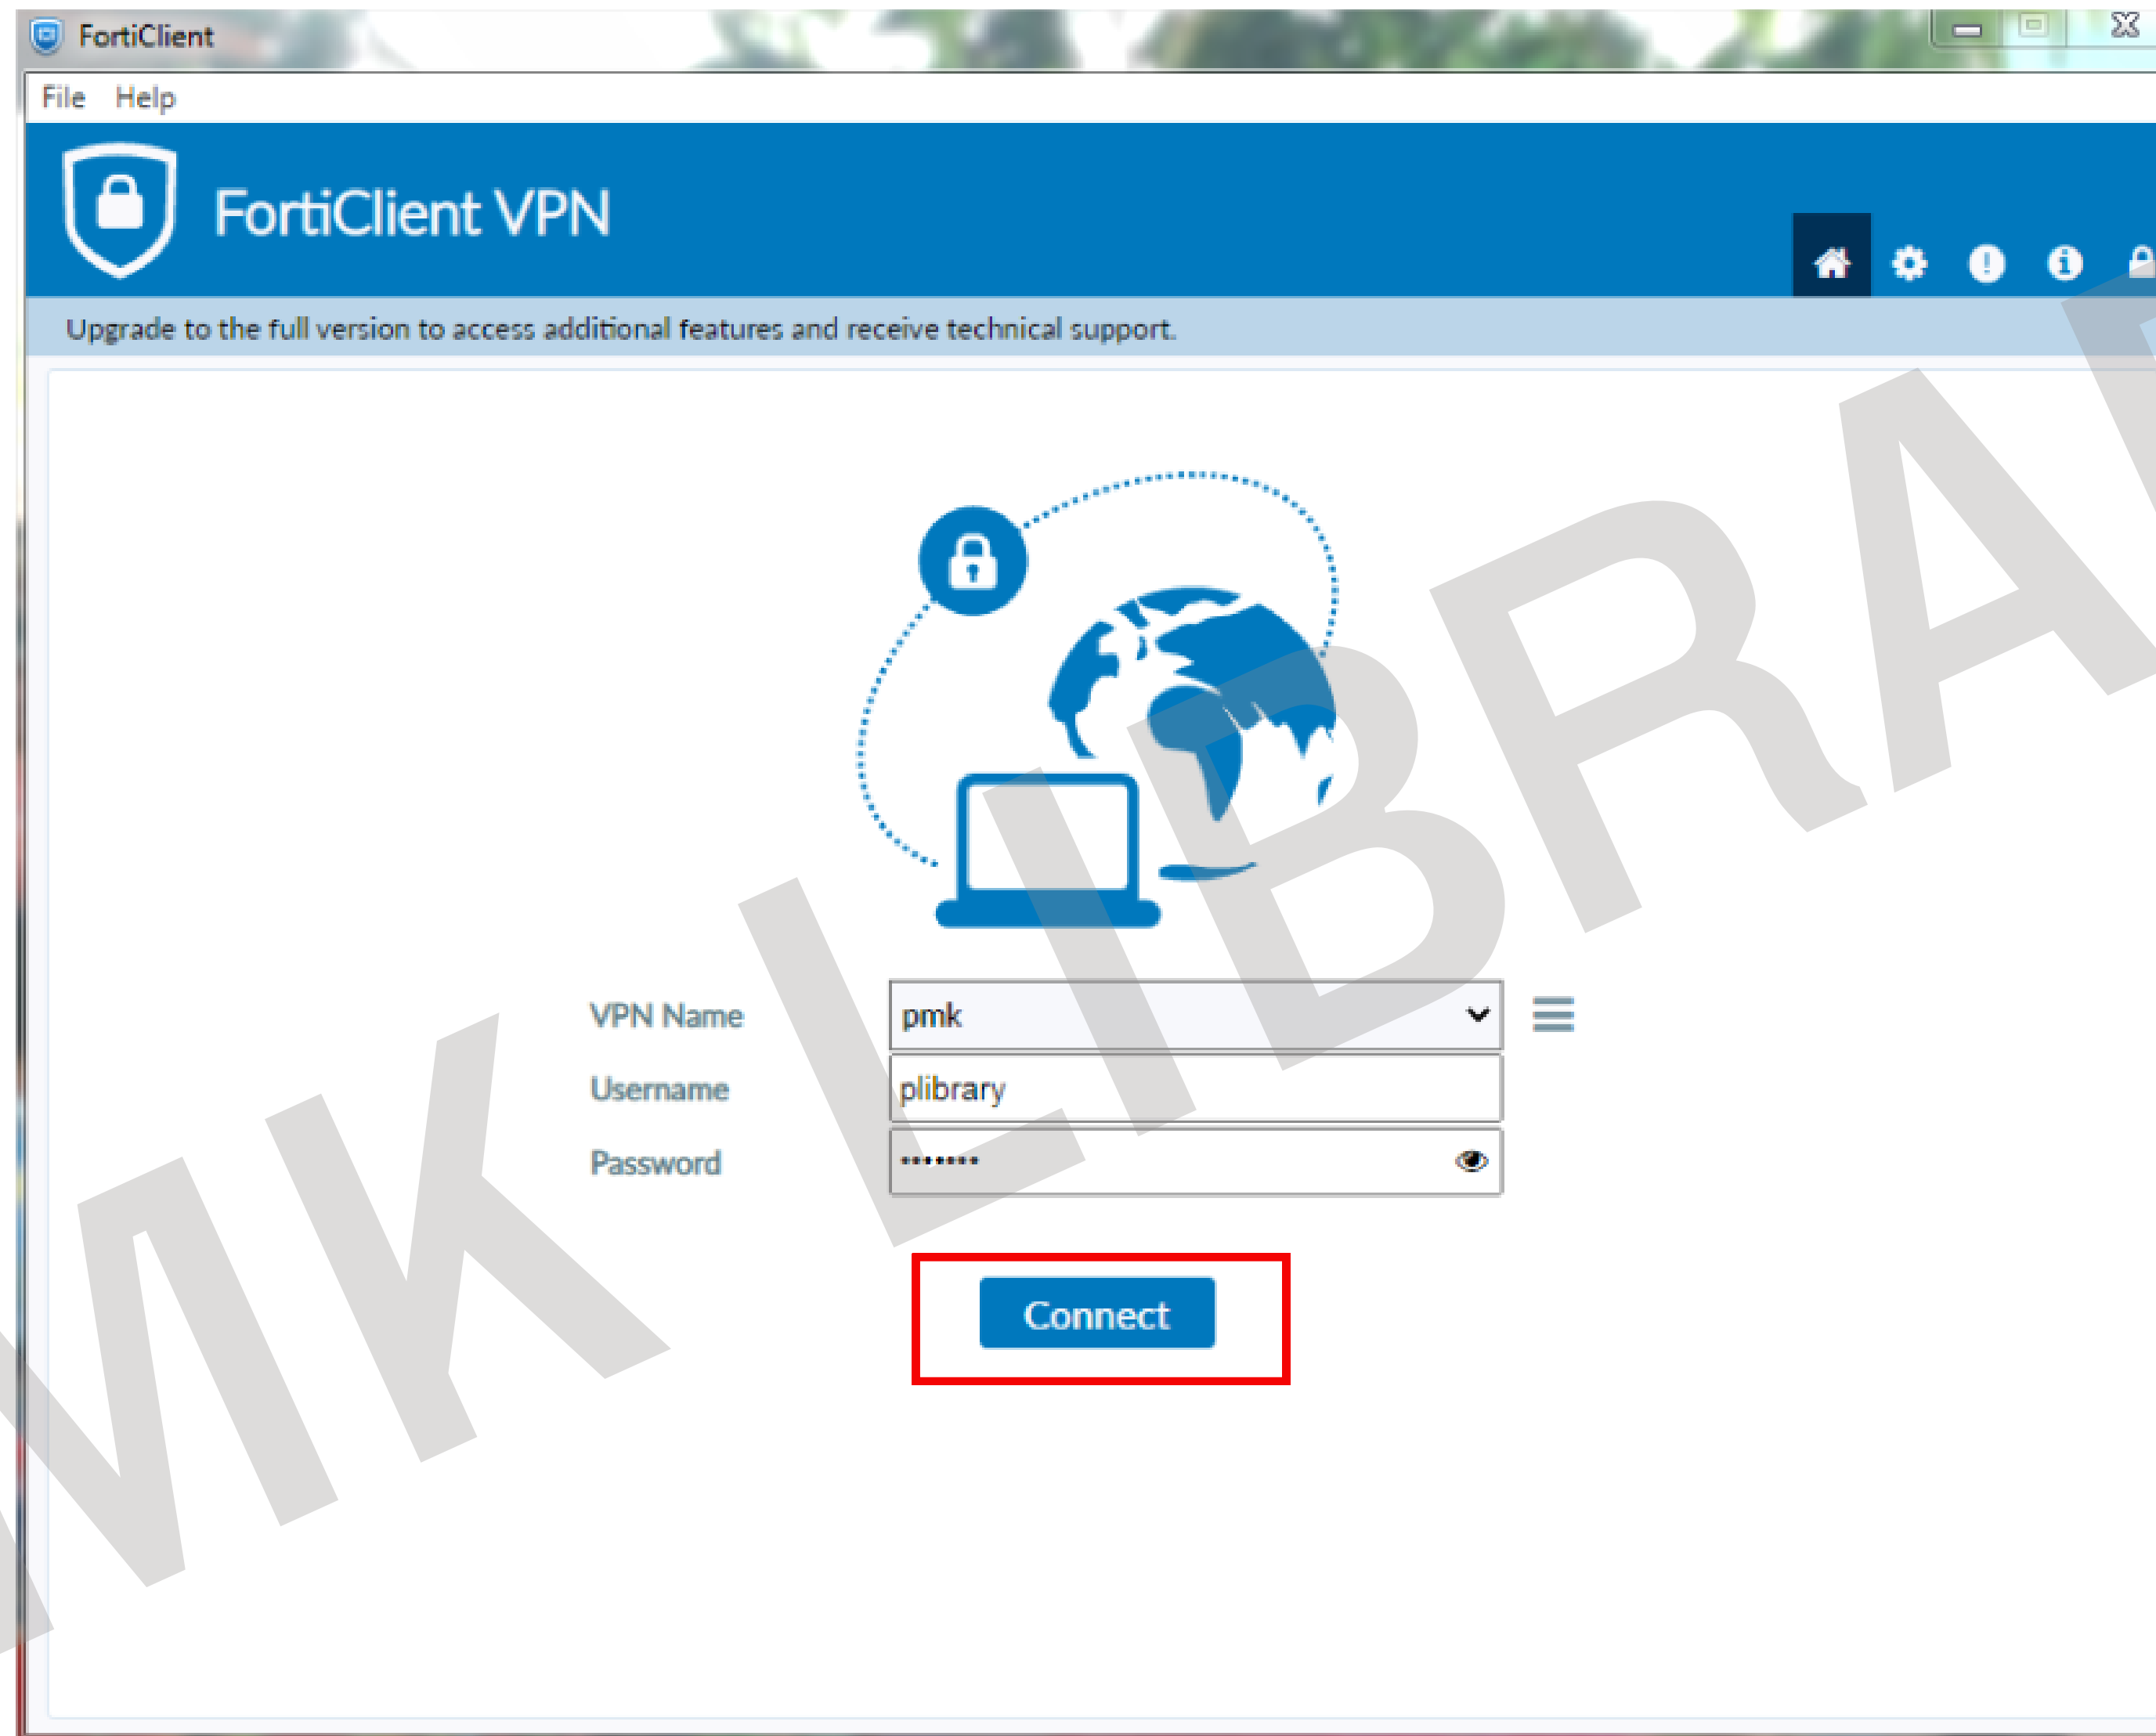 FortiClient
File Help
FortiClient VPN
Upgrade to the full version to access additional features and receive technical support.
VPN Name pmk
Username plibrary
Password •••••••
Connect
MK LIBRA